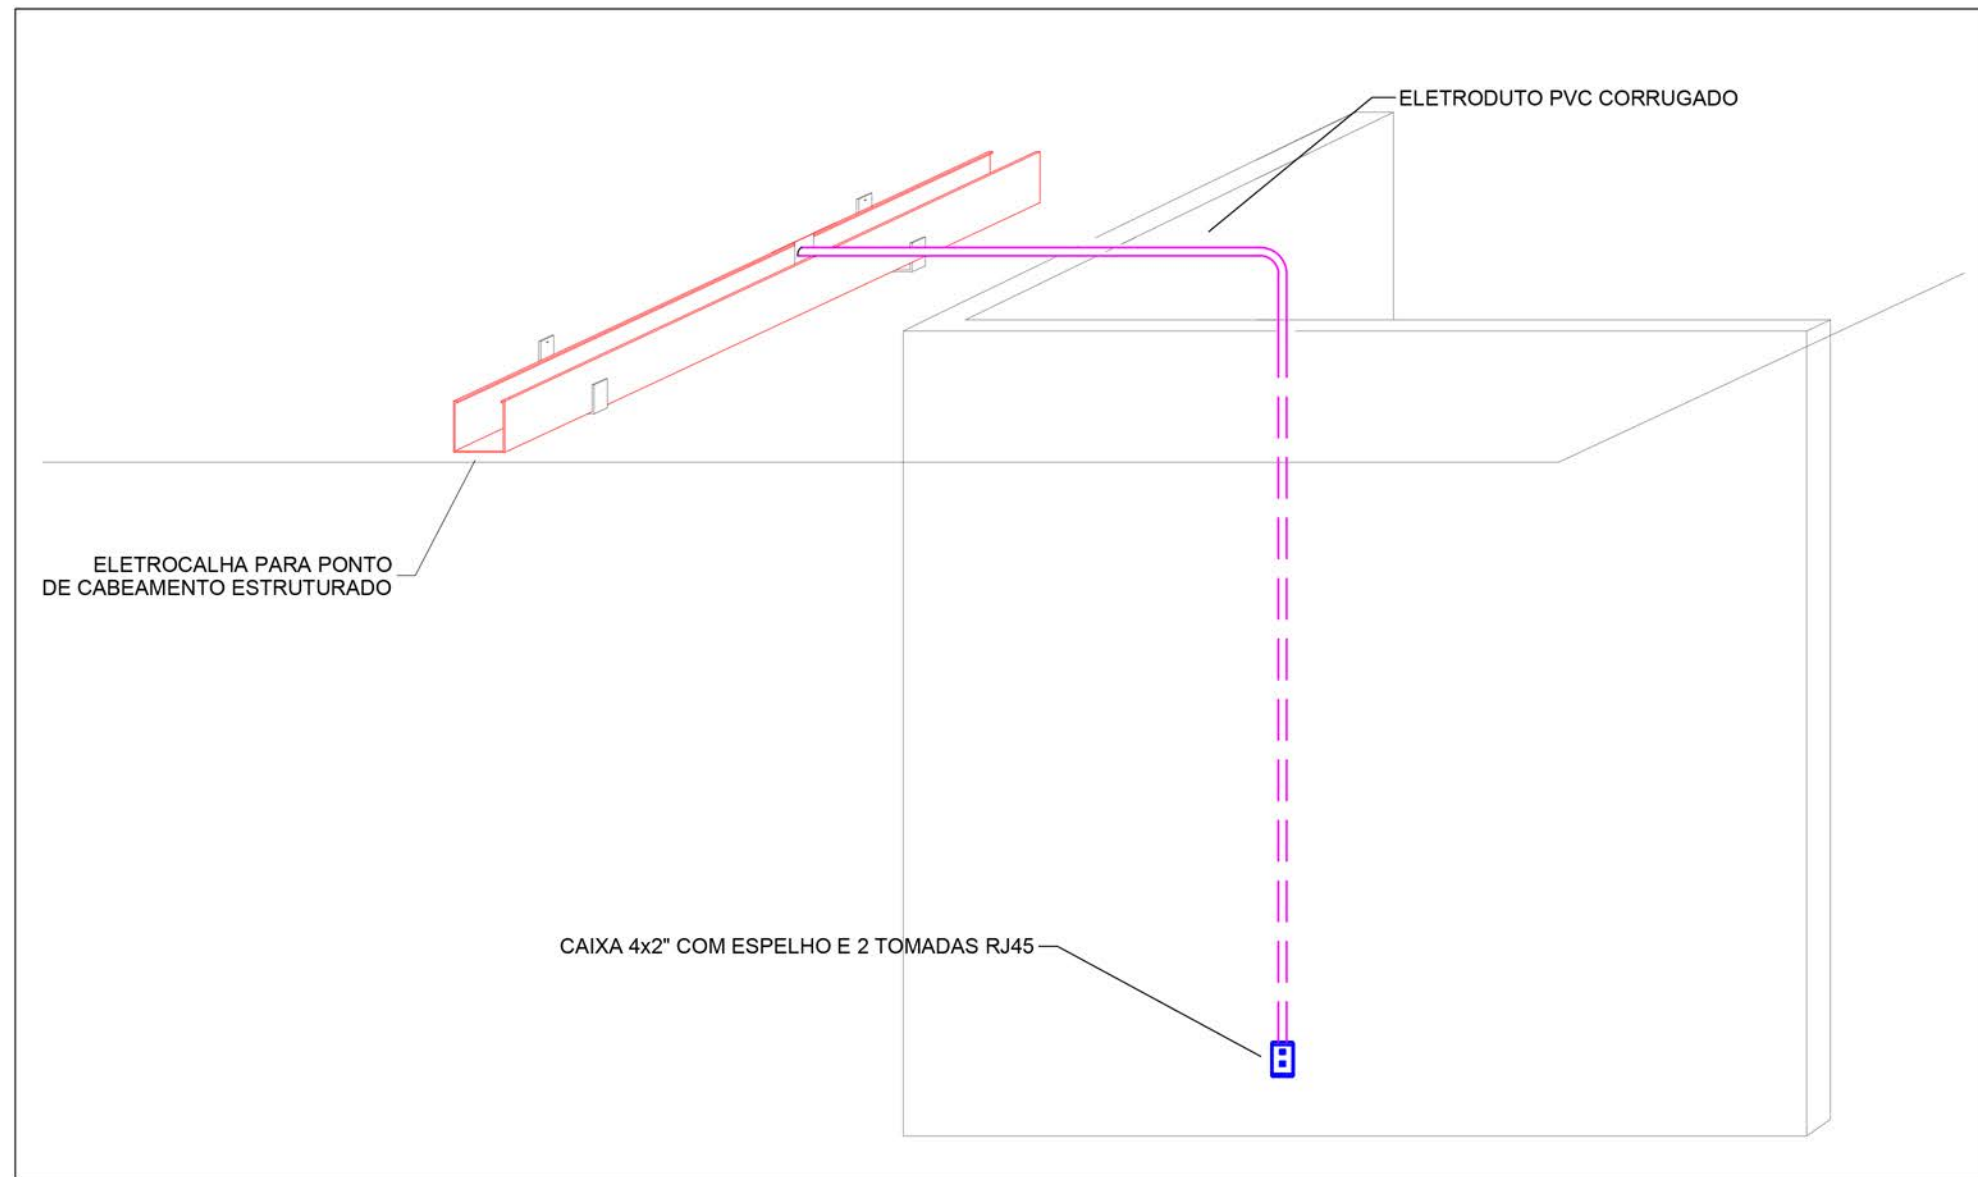 ELETRODUTO PVC CORRUGADO
ELETROCALHA PARA PONTO
DE CABEAMENTO ESTRUTURADO
CAIXA 4x2" COM ESPELHO E 2 TOMADAS RJ45